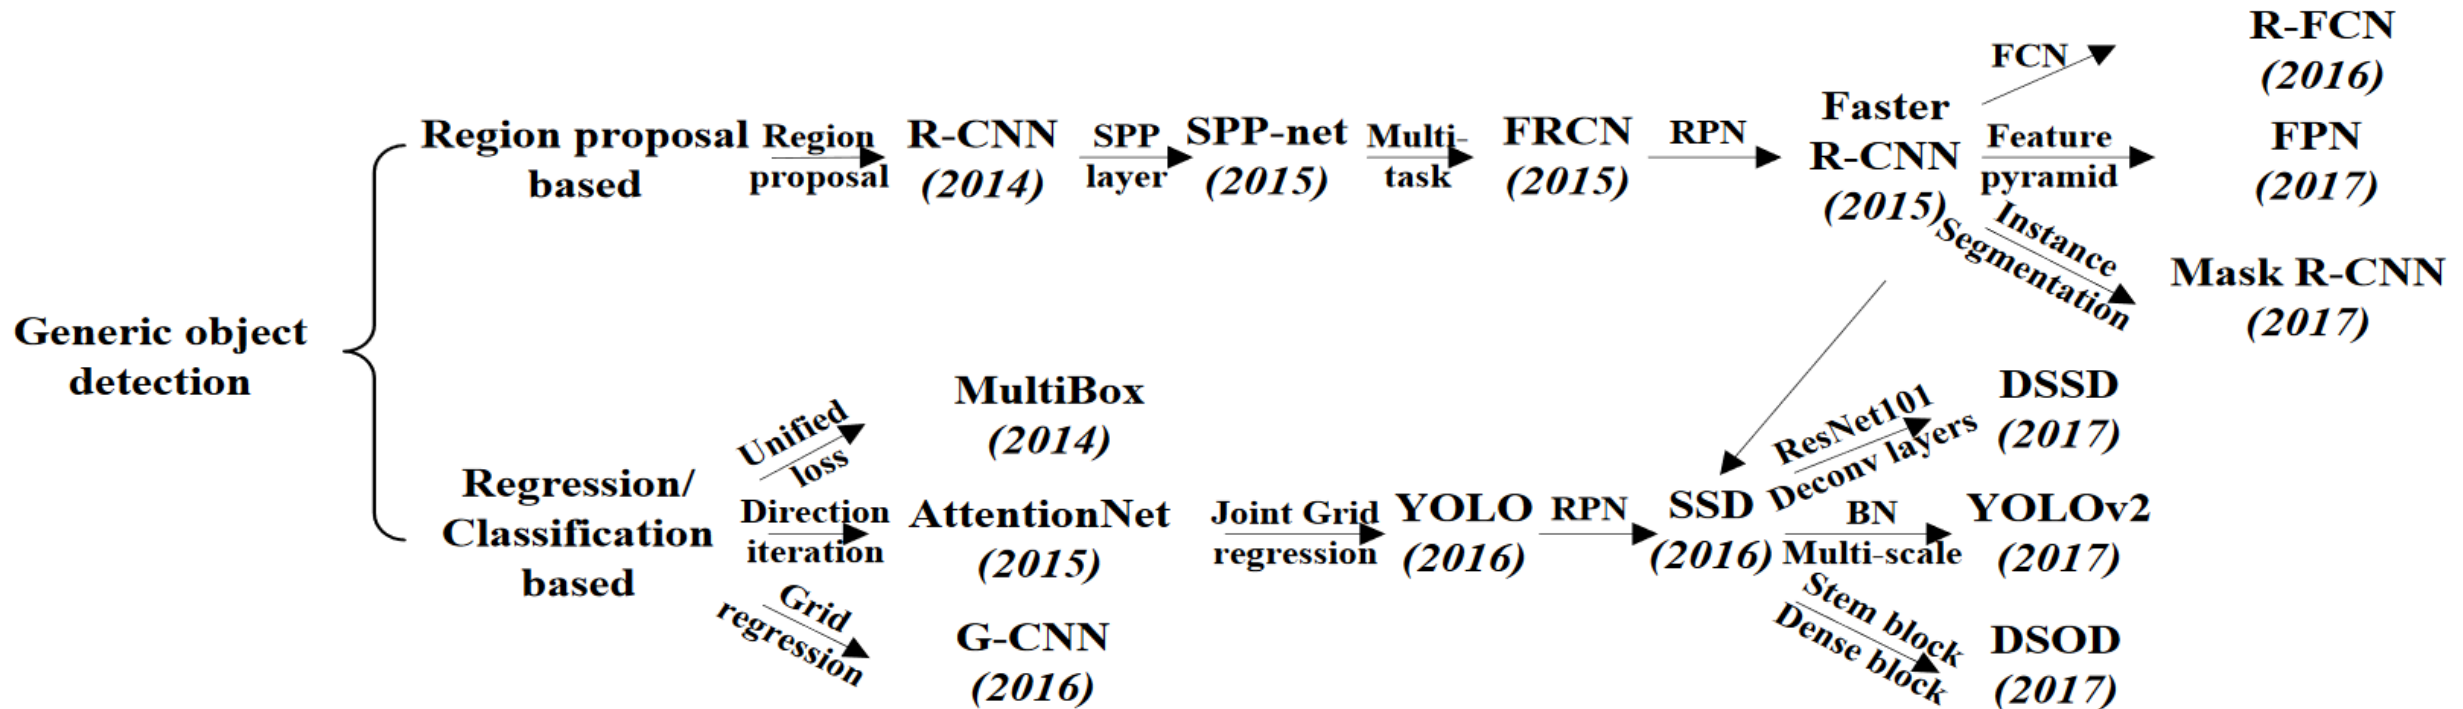 Generic object
detection
Region proposal
based
Region
proposal
R-CNN
(2014)
SPP
layer
SPP-net
(2015)
Multi-
task
FRCN
(2015)
RPN
Faster
R-CNN
(2015)
FCN
R-FCN
(2016)
Feature
pyramid
FPN
(2017)
Instance
Segmentation
Mask R-CNN
(2017)
Regression/
Classification
based
Unified
loss
MultiBox
(2014)
Direction
iteration
AttentionNet
(2015)
Grid
regression
G-CNN
(2016)
Joint Grid
regression
YOLO
(2016)
RPN
SSD
(2016)
ResNet101
Deconv layers
DSSD
(2017)
BN
Multi-scale
YOLOv2
(2017)
Stem block
Dense block
DSOD
(2017)